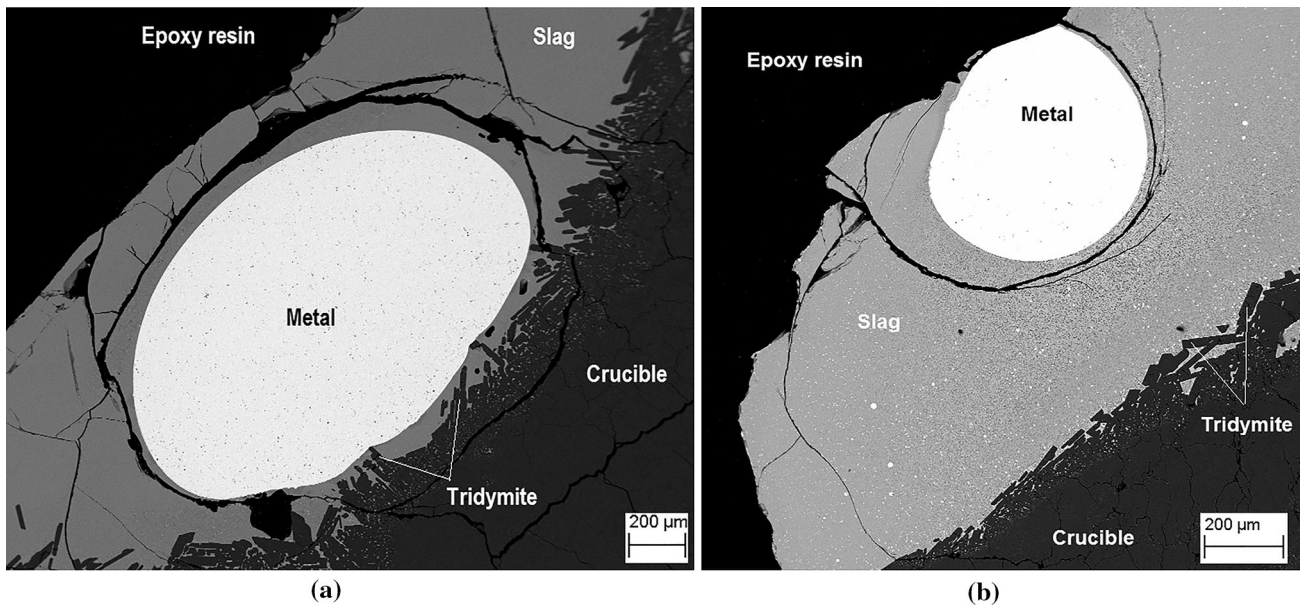 Epoxy resin
Slag
Metal
Crucible
Tridymite
200 µm
(a)
Epoxy resin
Metal
Slag
Tridymite
Crucible
200 µm
(b)